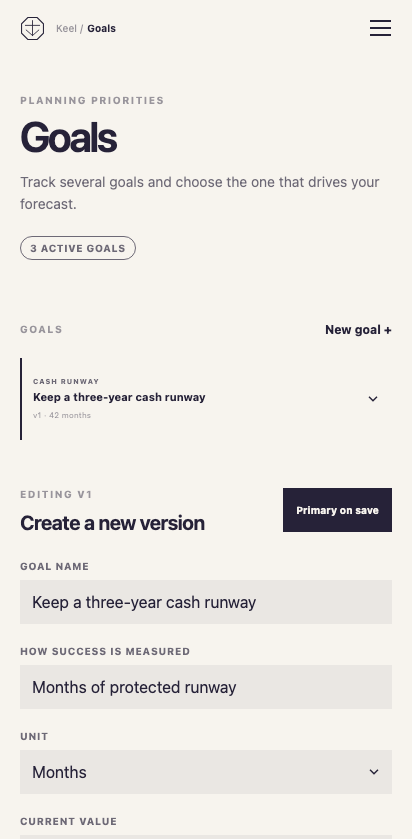 Keel / Goals
PLANNING PRIORITIES
Goals
Track several goals and choose the one that drives your
forecast.
3 ACTIVE GOALS
GOALS
New goal +
CASH RUNWAY
Keep a three-year cash runway
v1 · 42 months
EDITING V1
Create a new version
Primary on save
GOAL NAME
Keep a three-year cash runway
HOW SUCCESS IS MEASURED
Months of protected runway
UNIT
Months
CURRENT VALUE